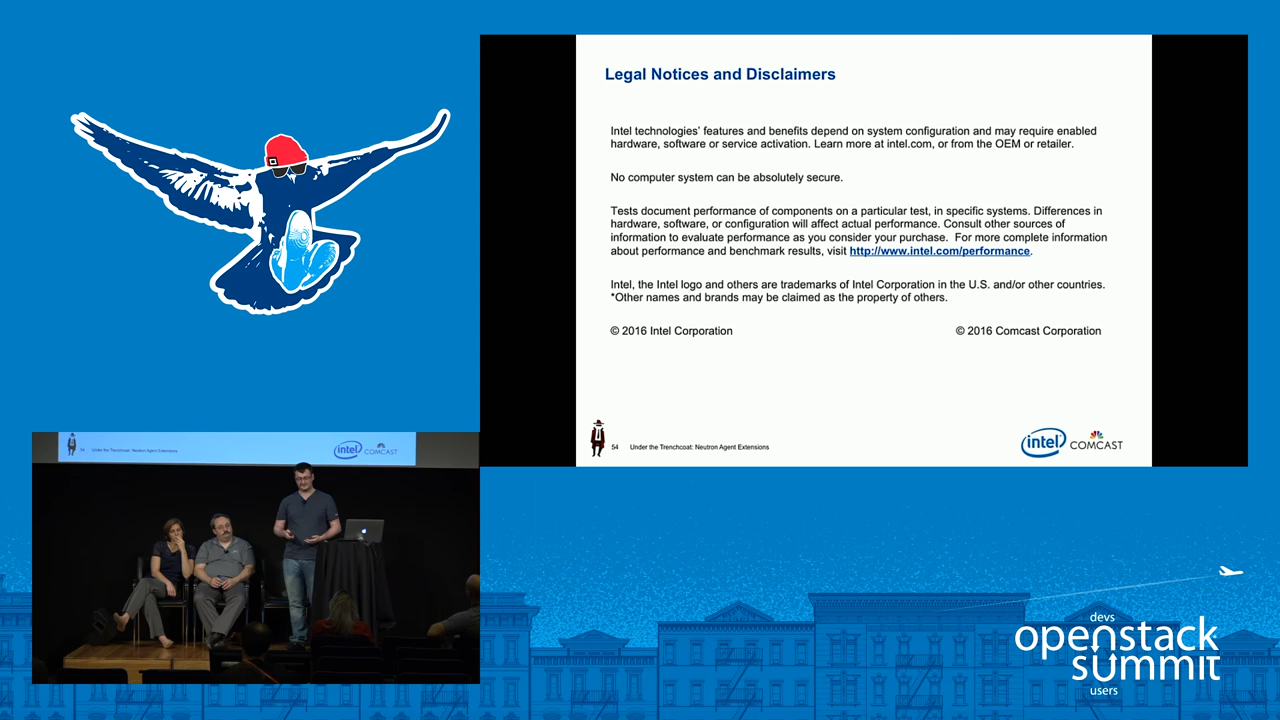 Legal Notices and Disclaimers
Intel technologies' features and benefits depend on system configuration and may require enabled
hardware, software or service activation. Learn more at intel.com, or from the OEM or retailer.
No computer system can be absolutely secure.
Tests document performance of components on a particular test, in specific systems. Differences in
hardware, software, or configuration will affect actual performance. Consult other sources of
information to evaluate performance as you consider your purchase.  For more complete information
about performance and benchmark results, visit http://www.intel.com/performance.
Intel, the Intel logo and others are trademarks of Intel Corporation in the U.S. and/or other countries.
*Other names and brands may be claimed as the property of others.
© 2016 Intel Corporation
© 2016 Comcast Corporation
54 Under the Trenchcoat: Neutron Agent Extensions
intel COMCAST
54 Under the Trenchcoat: Neutron Agent Extensions
intel COMCAST
devs
openstack
summit
users